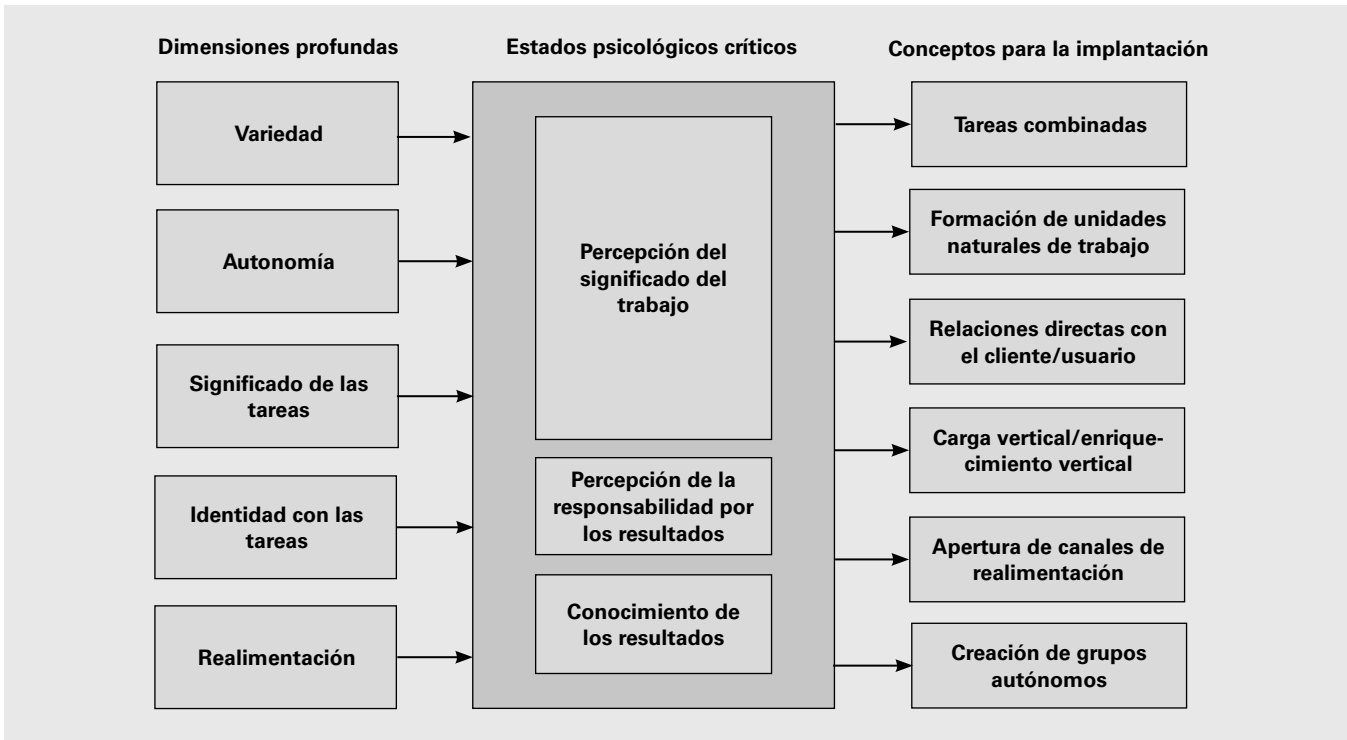 Dimensiones profundas
Variedad
Autonomía
Significado de las
tareas
Identidad con las
tareas
Realimentación
Estados psicológicos críticos
Percepción del
significado del
trabajo
Percepción de la
responsabilidad por
los resultados
Conocimiento de
los resultados
Conceptos para la implantación
Tareas combinadas
Formación de unidades
naturales de trabajo
Relaciones directas con
el cliente/usuario
Carga vertical/enrique-
cimiento vertical
Apertura de canales de
realimentación
Creación de grupos
autónomos